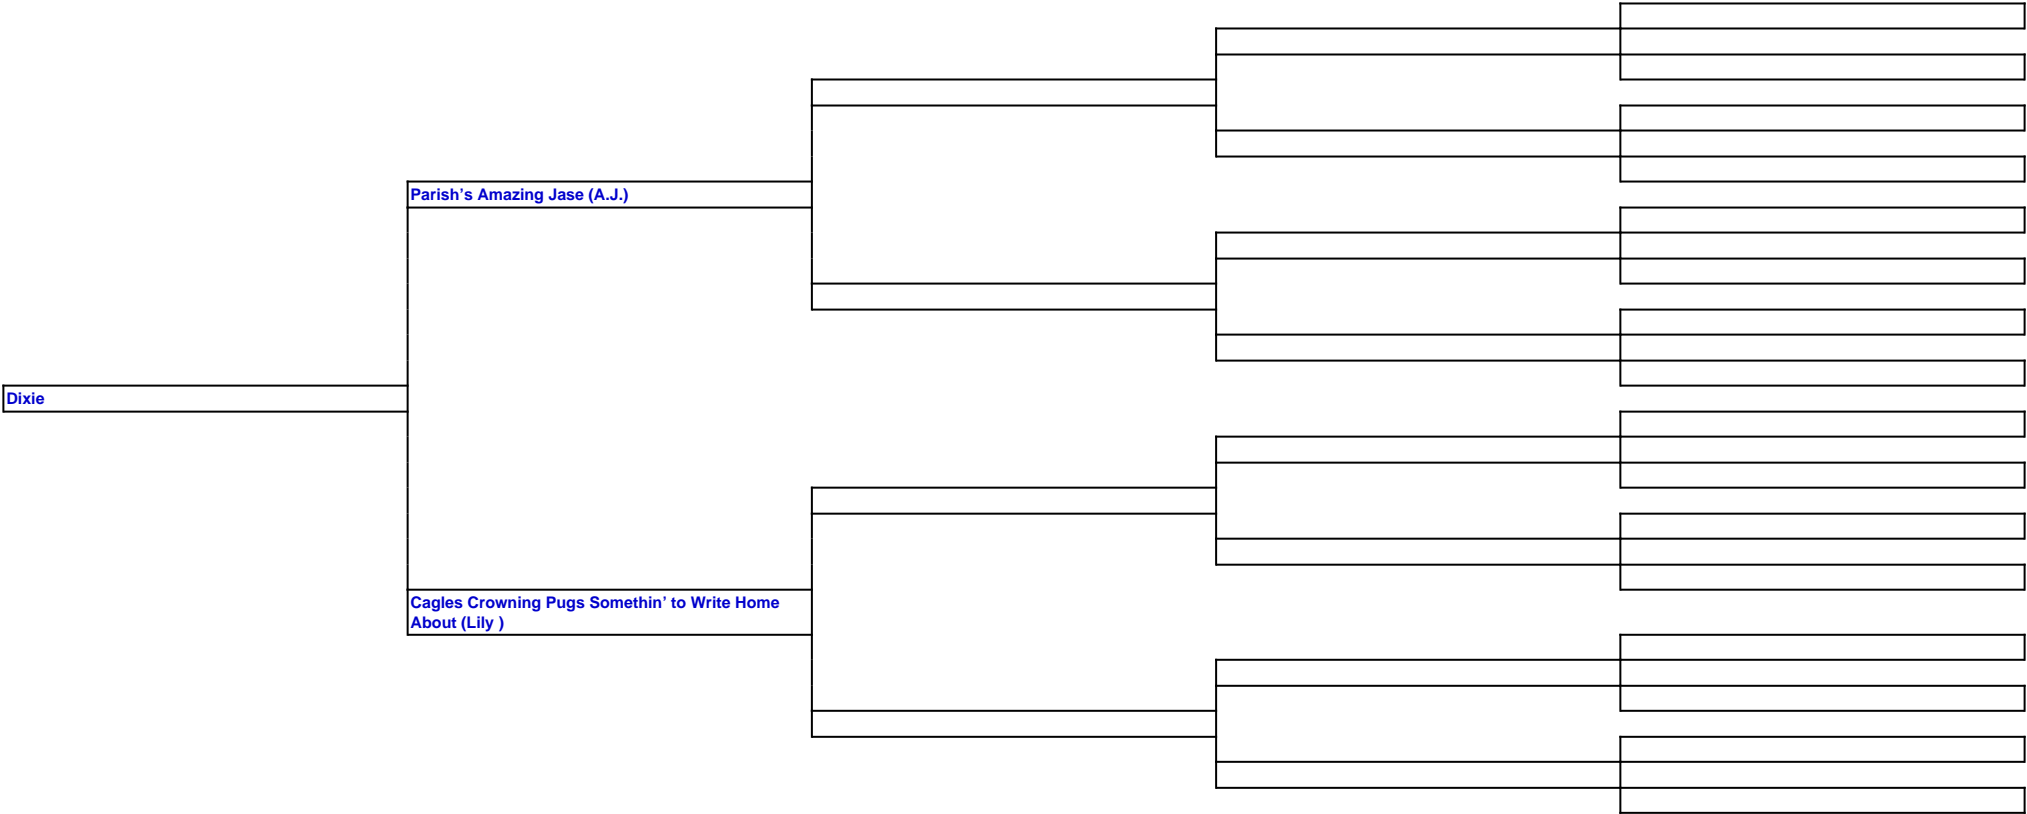 Parish’s Amazing Jase (A.J.)
Dixie
Cagles Crowning Pugs Somethin’ to Write Home
About (Lily )